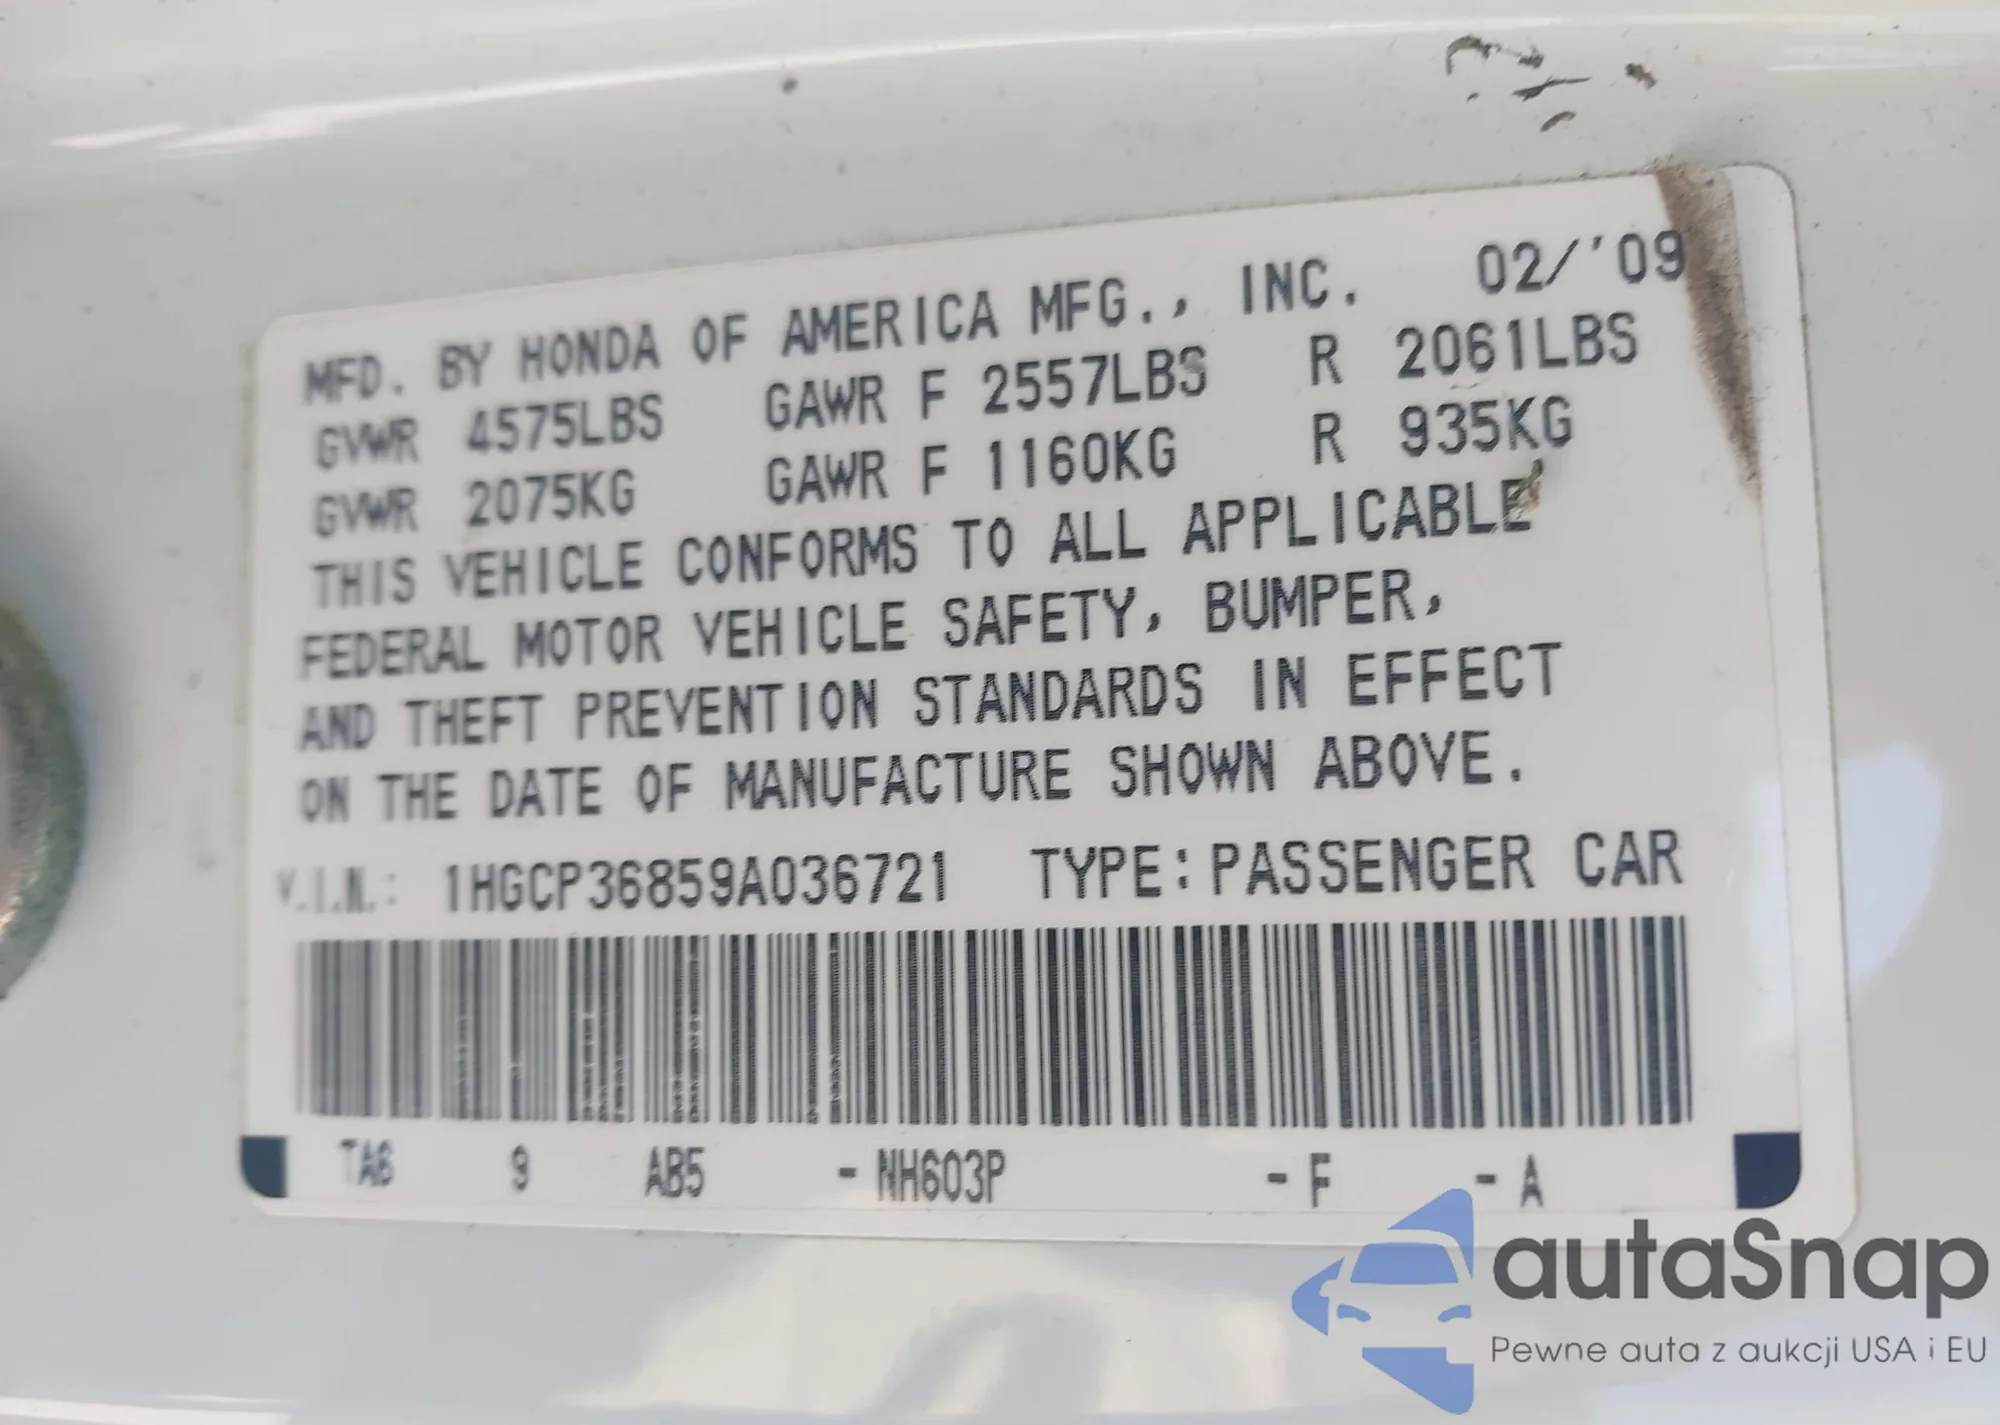 MFD. BY HONDA OF AMERICA MFG., INC. 02/'09
GVWR 4575LBS GAWR F 2557LBS R 2061LBS
GVWR 2075KG GAWR F 1160KG R 935KG
THIS VEHICLE CONFORMS TO ALL APPLICABLE
FEDERAL MOTOR VEHICLE SAFETY, BUMPER,
AND THEFT PREVENTION STANDARDS IN EFFECT
ON THE DATE OF MANUFACTURE SHOWN ABOVE.
V.I.N.: 1HGCP36859A036721 TYPE: PASSENGER CAR
TA6 9 AB5 - NH603P - F - A
autaSnap
Pewne auta z aukcji USA i EU